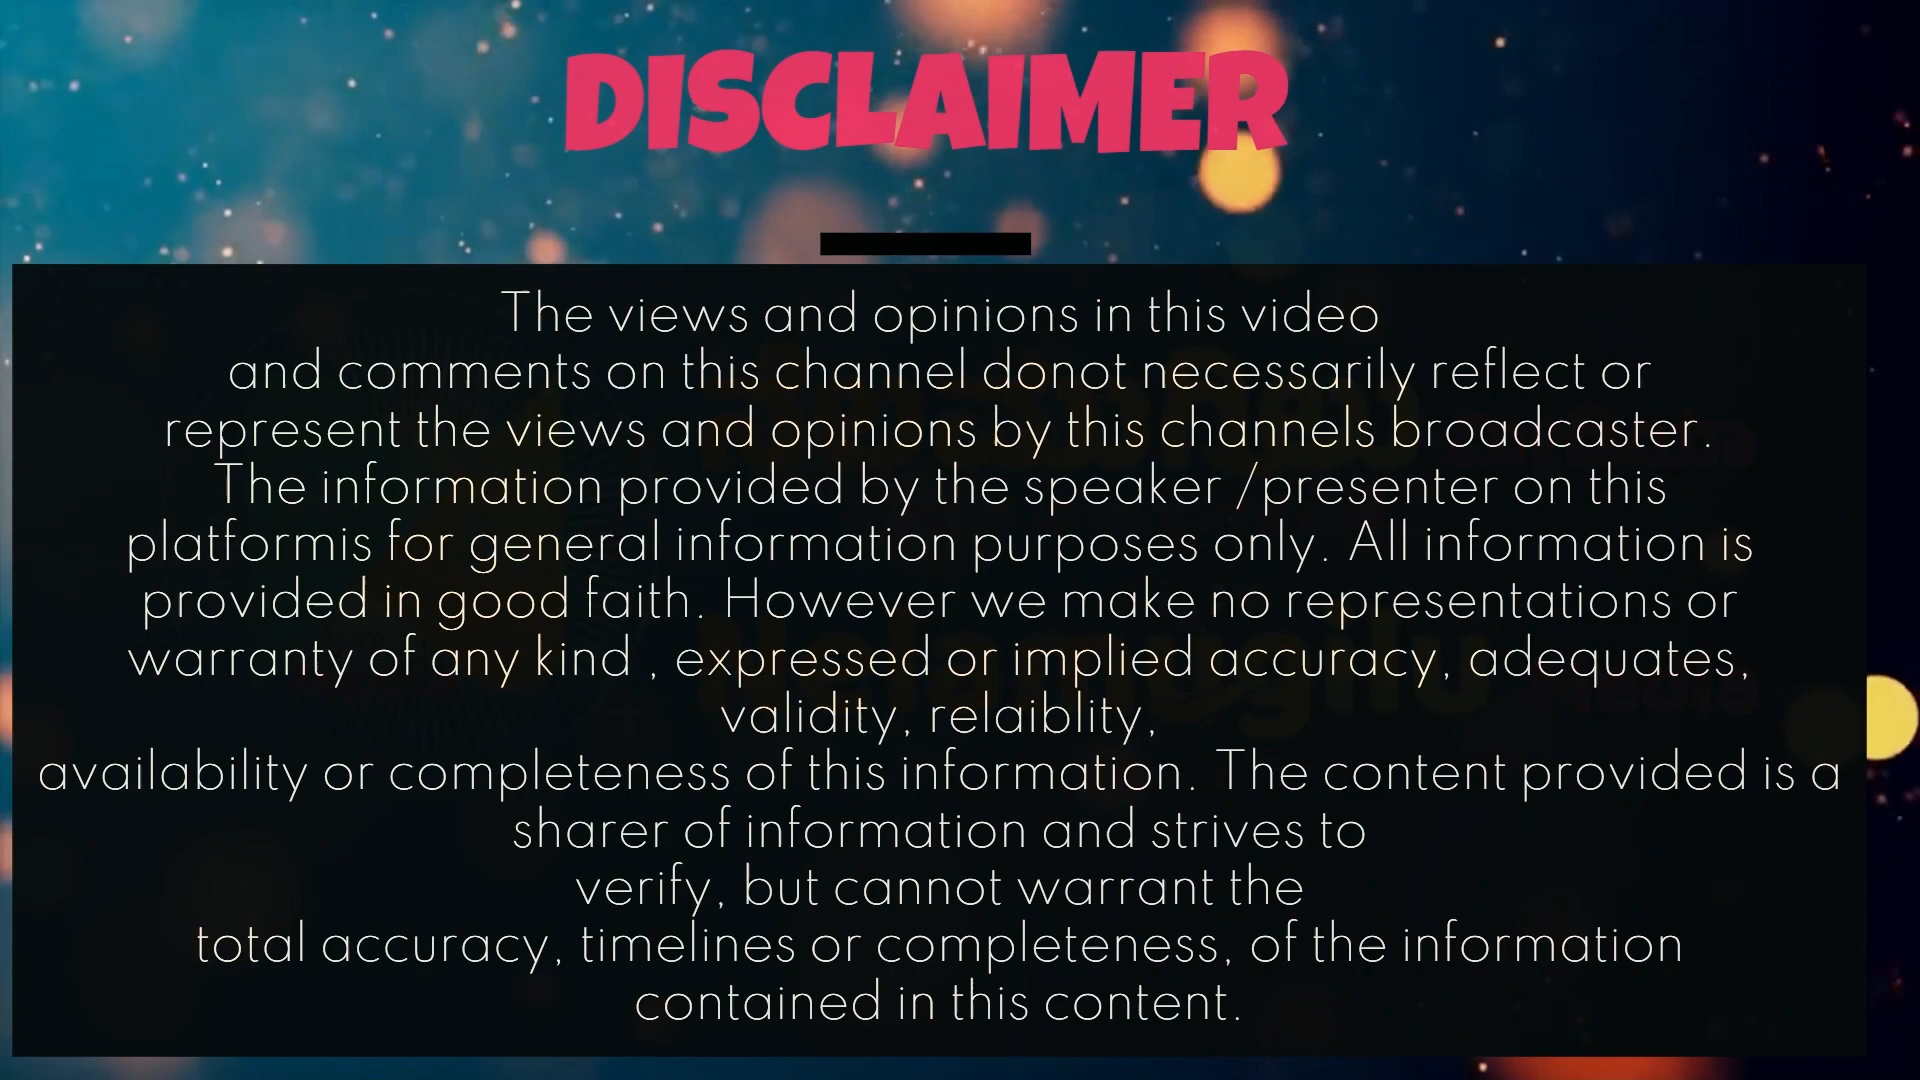 DISCLAIMER
The views and opinions in this video
and comments on this channel donot necessarily reflect or
represent the views and opinions by this channels broadcaster.
The information provided by the speaker /presenter on this
platformis for general information purposes only. All information is
provided in good faith. However we make no representations or
warranty of any kind , expressed or implied accuracy, adequates,
validity, relaiblity,
availability or completeness of this information. The content provided is a
sharer of information and strives to
verify, but cannot warrant the
total accuracy, timelines or completeness, of the information
contained in this content.